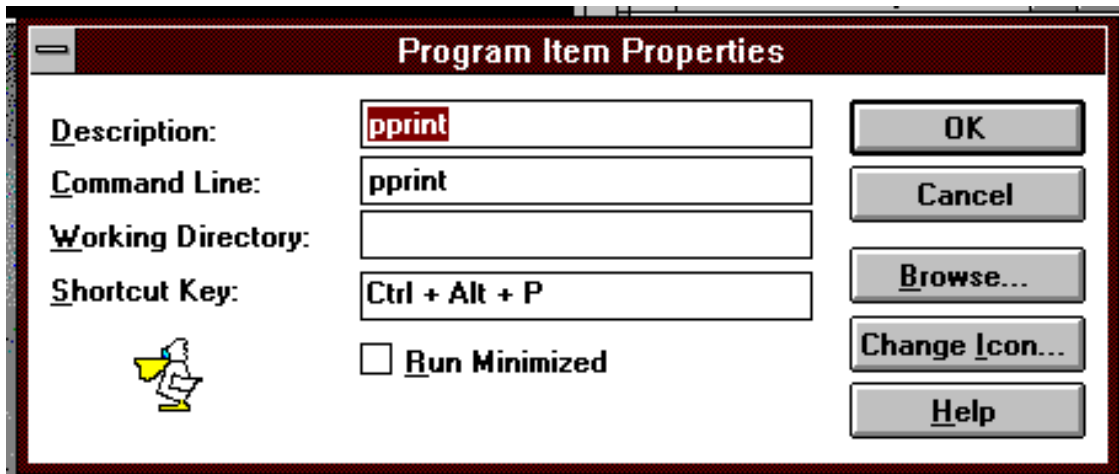 Program Item Properties
Description: pprint
OK
Command Line: pprint
Cancel
Working Directory:
Browse...
Shortcut Key: Ctrl + Alt + P
Change Icon...
Run Minimized
Help